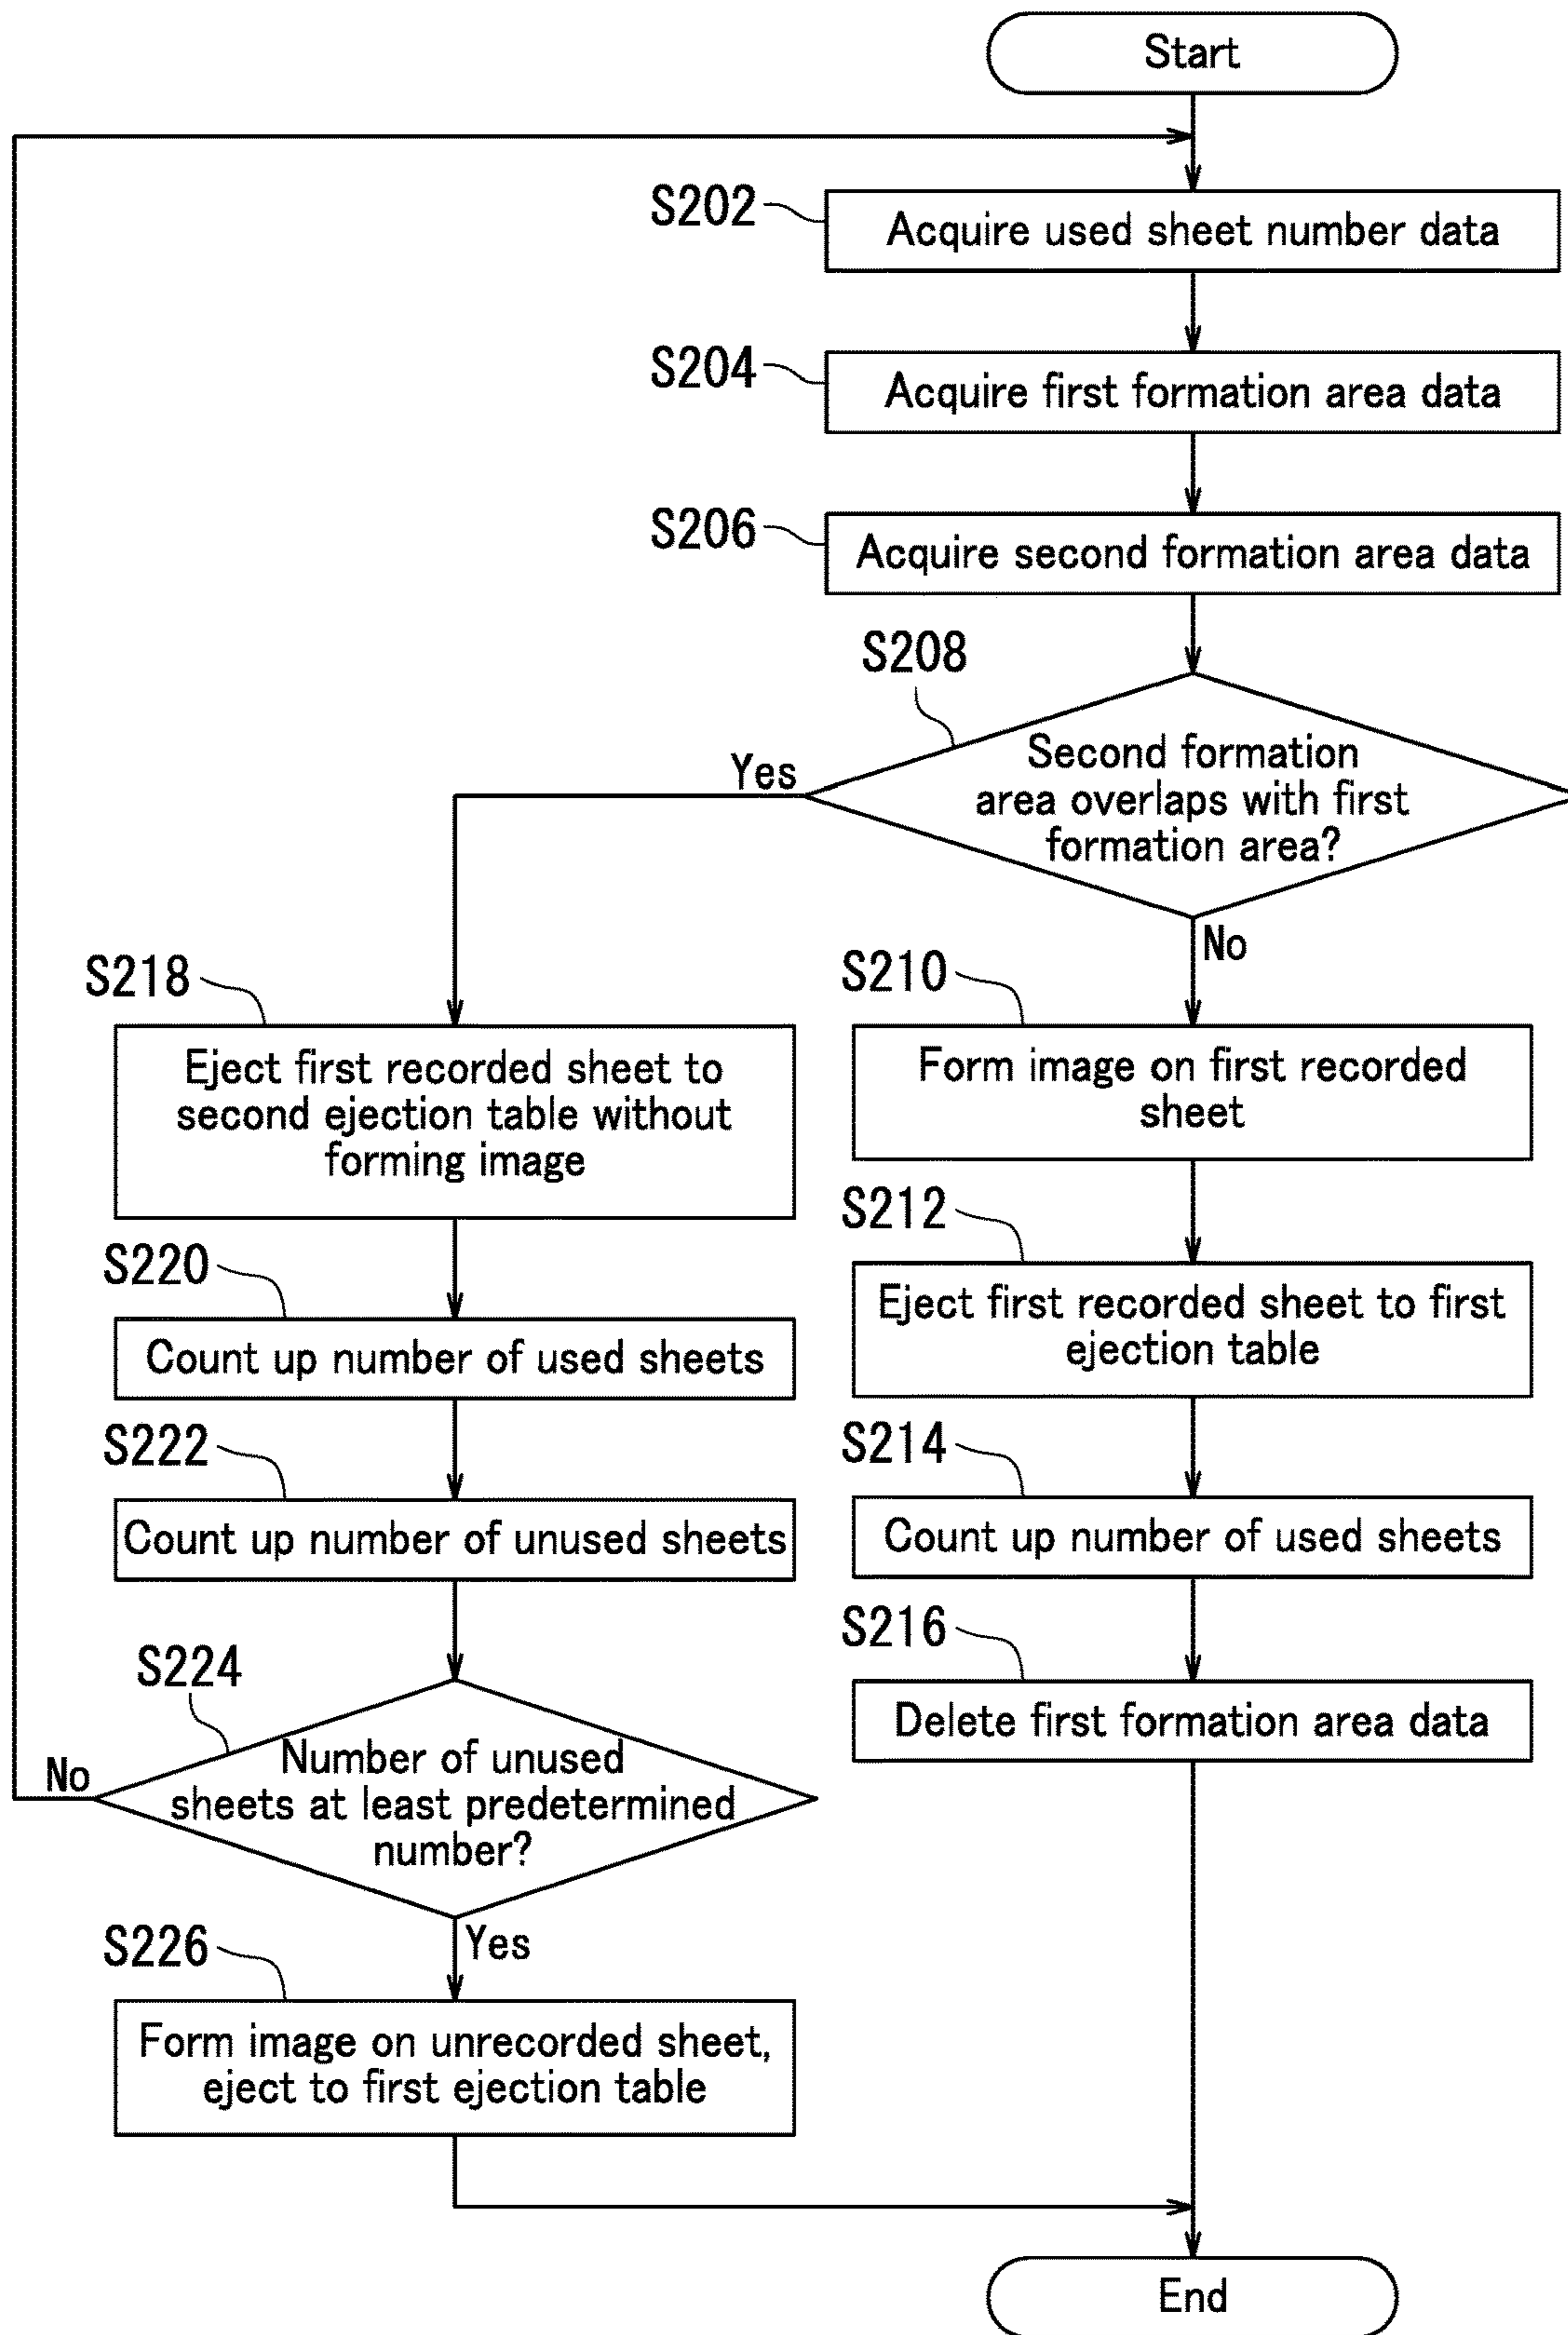 Start
S202
Acquire used sheet number data
S204
Acquire first formation area data
S206
Acquire second formation area data
S208
Second formation
area overlaps with first
formation area?
Yes
No
S218
Eject first recorded sheet to
second ejection table without
forming image
S210
Form image on first recorded
sheet
S212
Eject first recorded sheet to first
ejection table
S220
Count up number of used sheets
S222
Count up number of unused sheets
S214
Count up number of used sheets
S216
Delete first formation area data
S224
Number of unused
sheets at least predetermined
number?
No
Yes
S226
Form image on unrecorded sheet,
eject to first ejection table
End